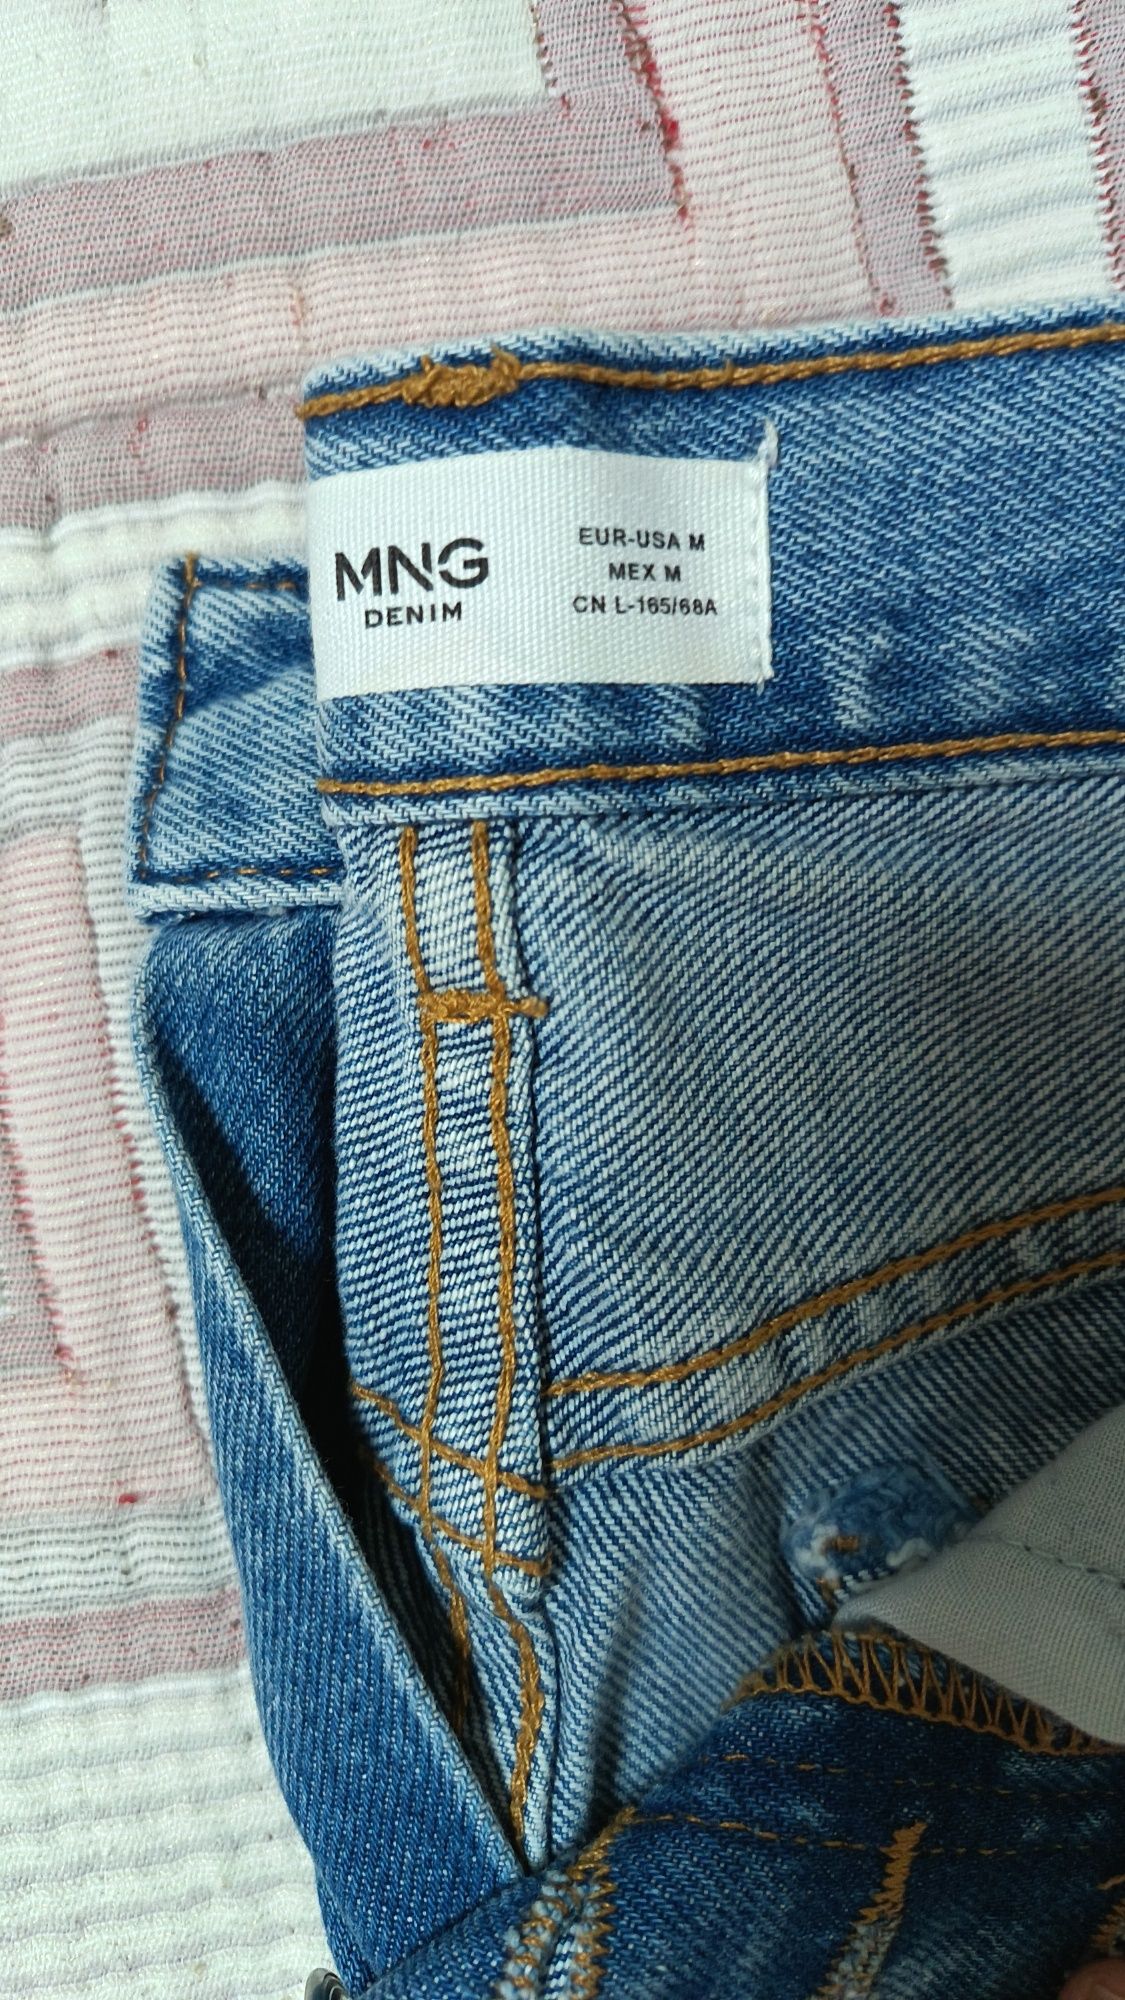 MNG
DENIM
EUR-USA M
MEX M
CN L-165/68A